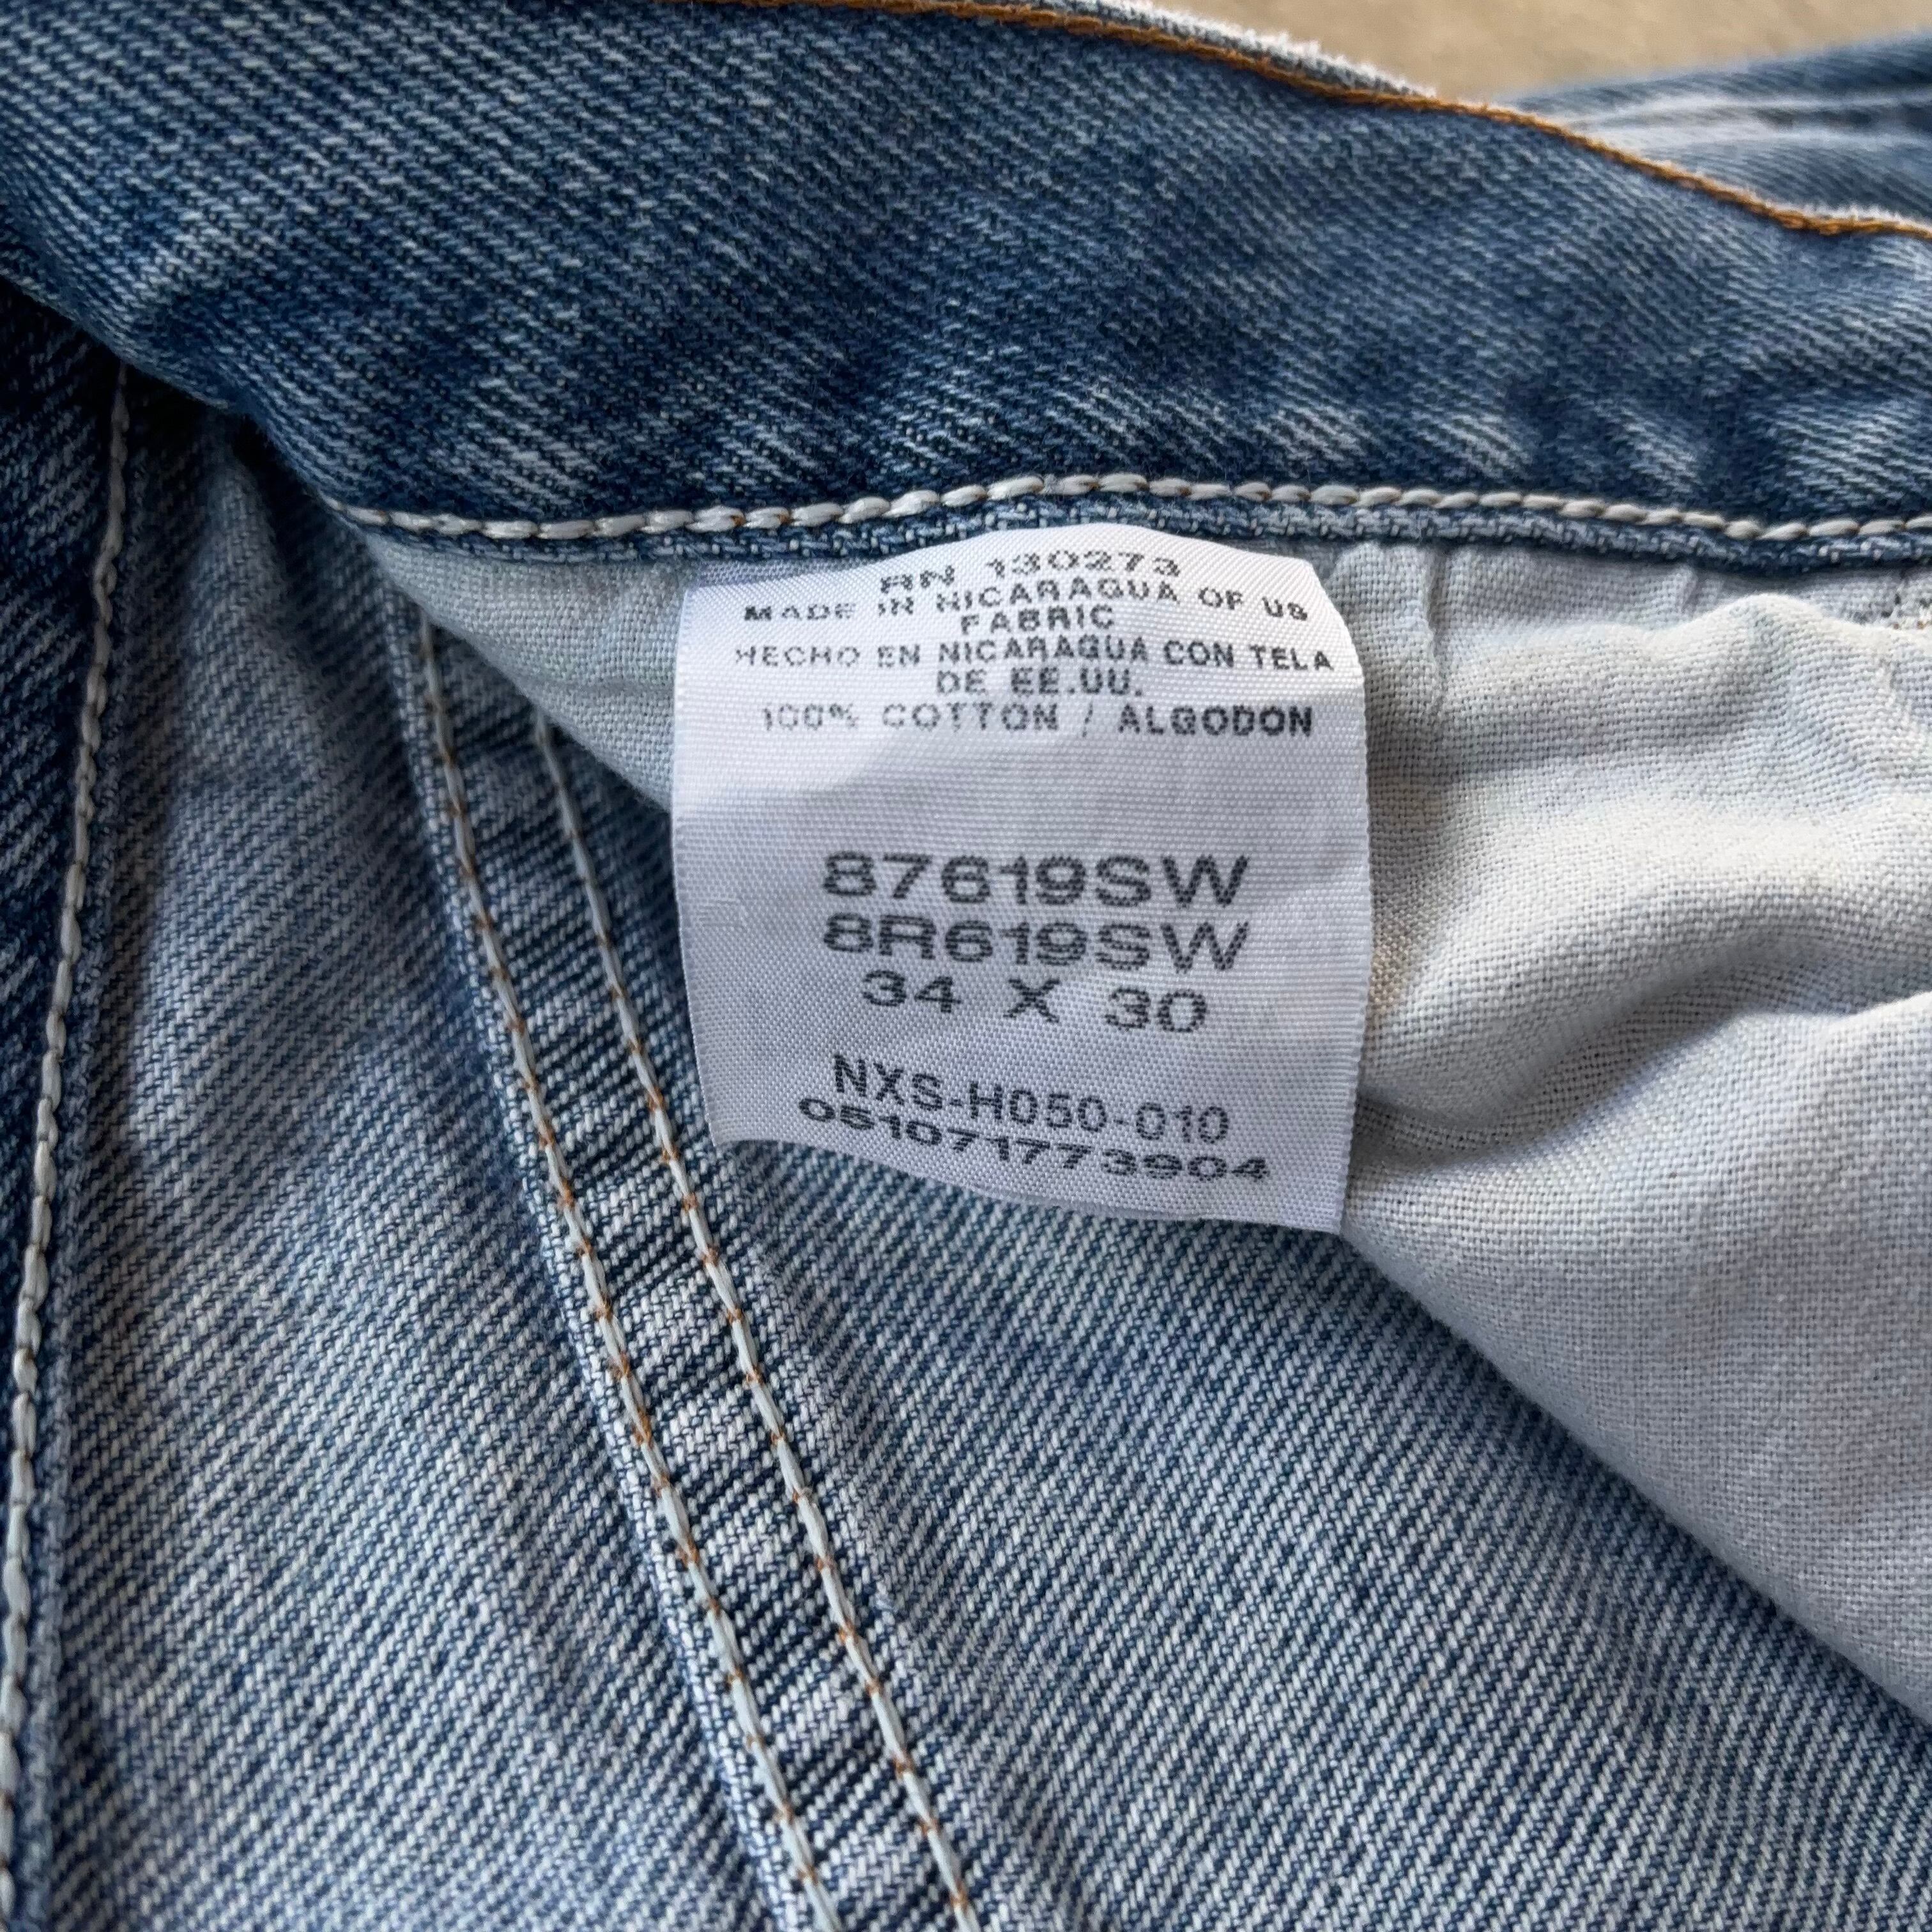 RN 130273
MADE IN NICARAGUA OF US
FABRIC
HECHO EN NICARAGUA CON TELA
DE EE.UU.
100% COTTON / ALGODON
87619SW
8R619SW
34 X 30
NXS-H050-010
051071773904